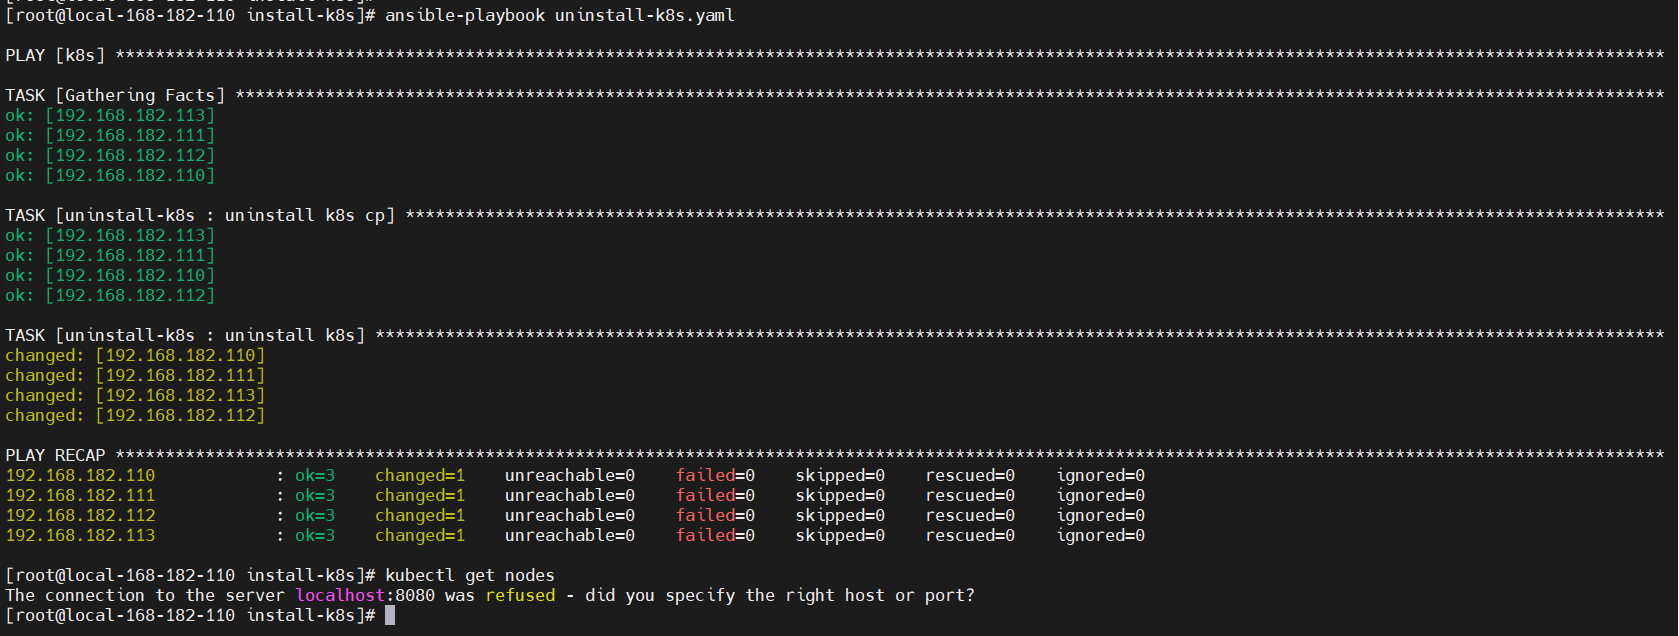 [root@local-168-182-110 install-k8s]# ansible-playbook uninstall-k8s.yaml
PLAY [k8s] ***********************************************************************************************************************************************************
TASK [Gathering Facts] ***********************************************************************************************************************************************
ok: [192.168.182.113]
ok: [192.168.182.111]
ok: [192.168.182.112]
ok: [192.168.182.110]
TASK [uninstall-k8s : uninstall k8s cp] ******************************************************************************************************************************
ok: [192.168.182.113]
ok: [192.168.182.111]
ok: [192.168.182.110]
ok: [192.168.182.112]
TASK [uninstall-k8s : uninstall k8s] *********************************************************************************************************************************
changed: [192.168.182.110]
changed: [192.168.182.111]
changed: [192.168.182.113]
changed: [192.168.182.112]
PLAY RECAP ***********************************************************************************************************************************************************
192.168.182.110            : ok=3    changed=1    unreachable=0    failed=0    skipped=0    rescued=0    ignored=0
192.168.182.111            : ok=3    changed=1    unreachable=0    failed=0    skipped=0    rescued=0    ignored=0
192.168.182.112            : ok=3    changed=1    unreachable=0    failed=0    skipped=0    rescued=0    ignored=0
192.168.182.113            : ok=3    changed=1    unreachable=0    failed=0    skipped=0    rescued=0    ignored=0
[root@local-168-182-110 install-k8s]# kubectl get nodes
The connection to the server localhost:8080 was refused - did you specify the right host or port?
[root@local-168-182-110 install-k8s]#